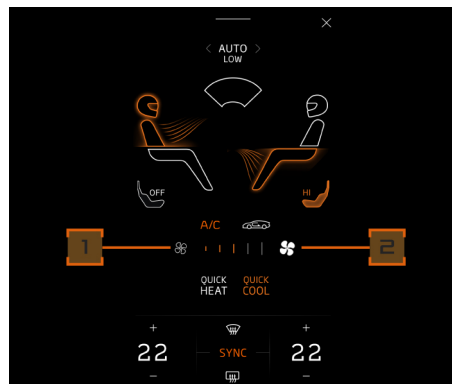 AUTO
LOW
OFF
HI
A/C
1
2
QUICK QUICK
HEAT COOL
+ +
22 SYNC 22
- -